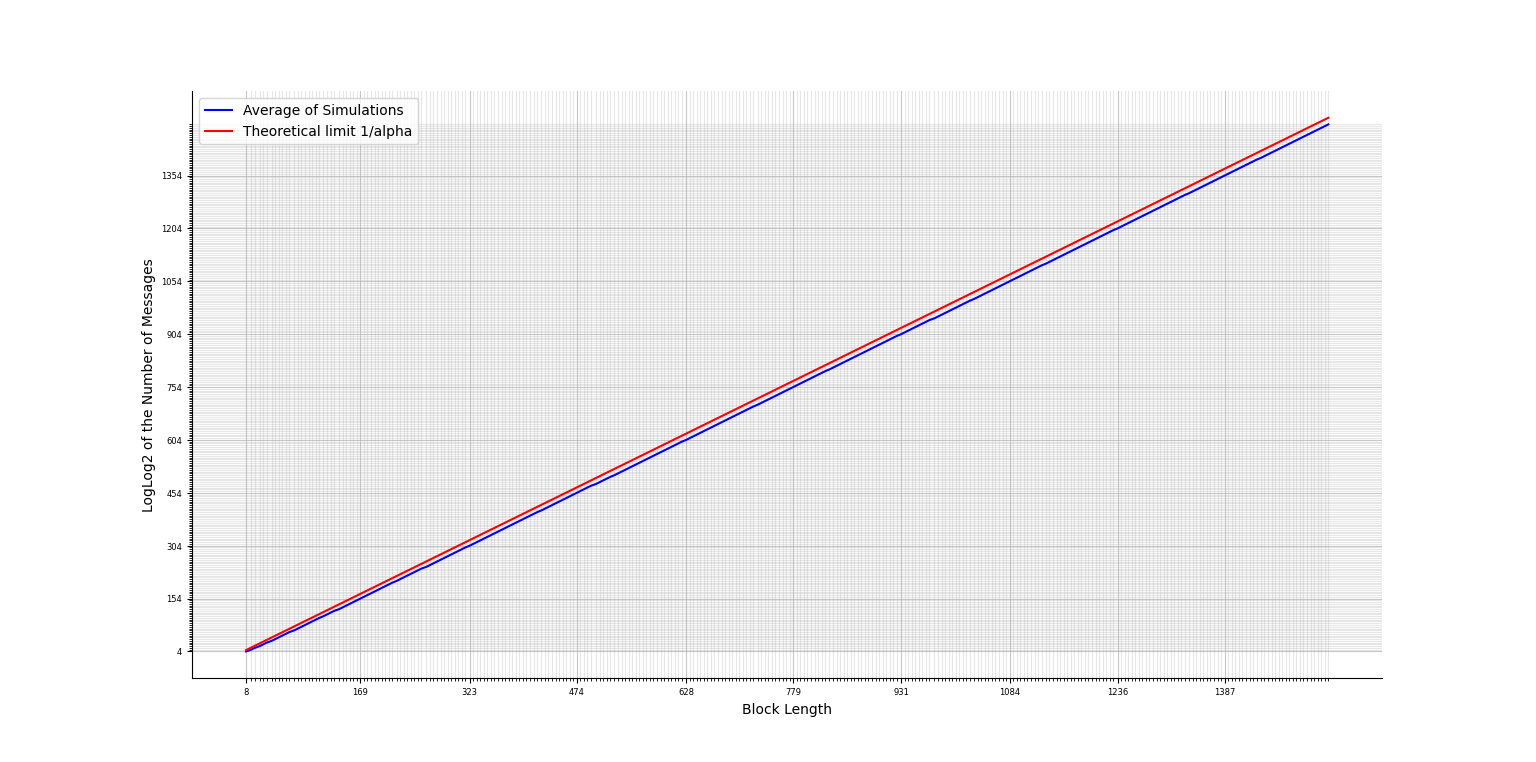 Average of Simulations
Theoretical limit 1/alpha
LogLog2 of the Number of Messages
1354
1204
1054
904
754
604
454
304
154
4
8 169 323 474 628 779 931 1084 1236 1387
Block Length